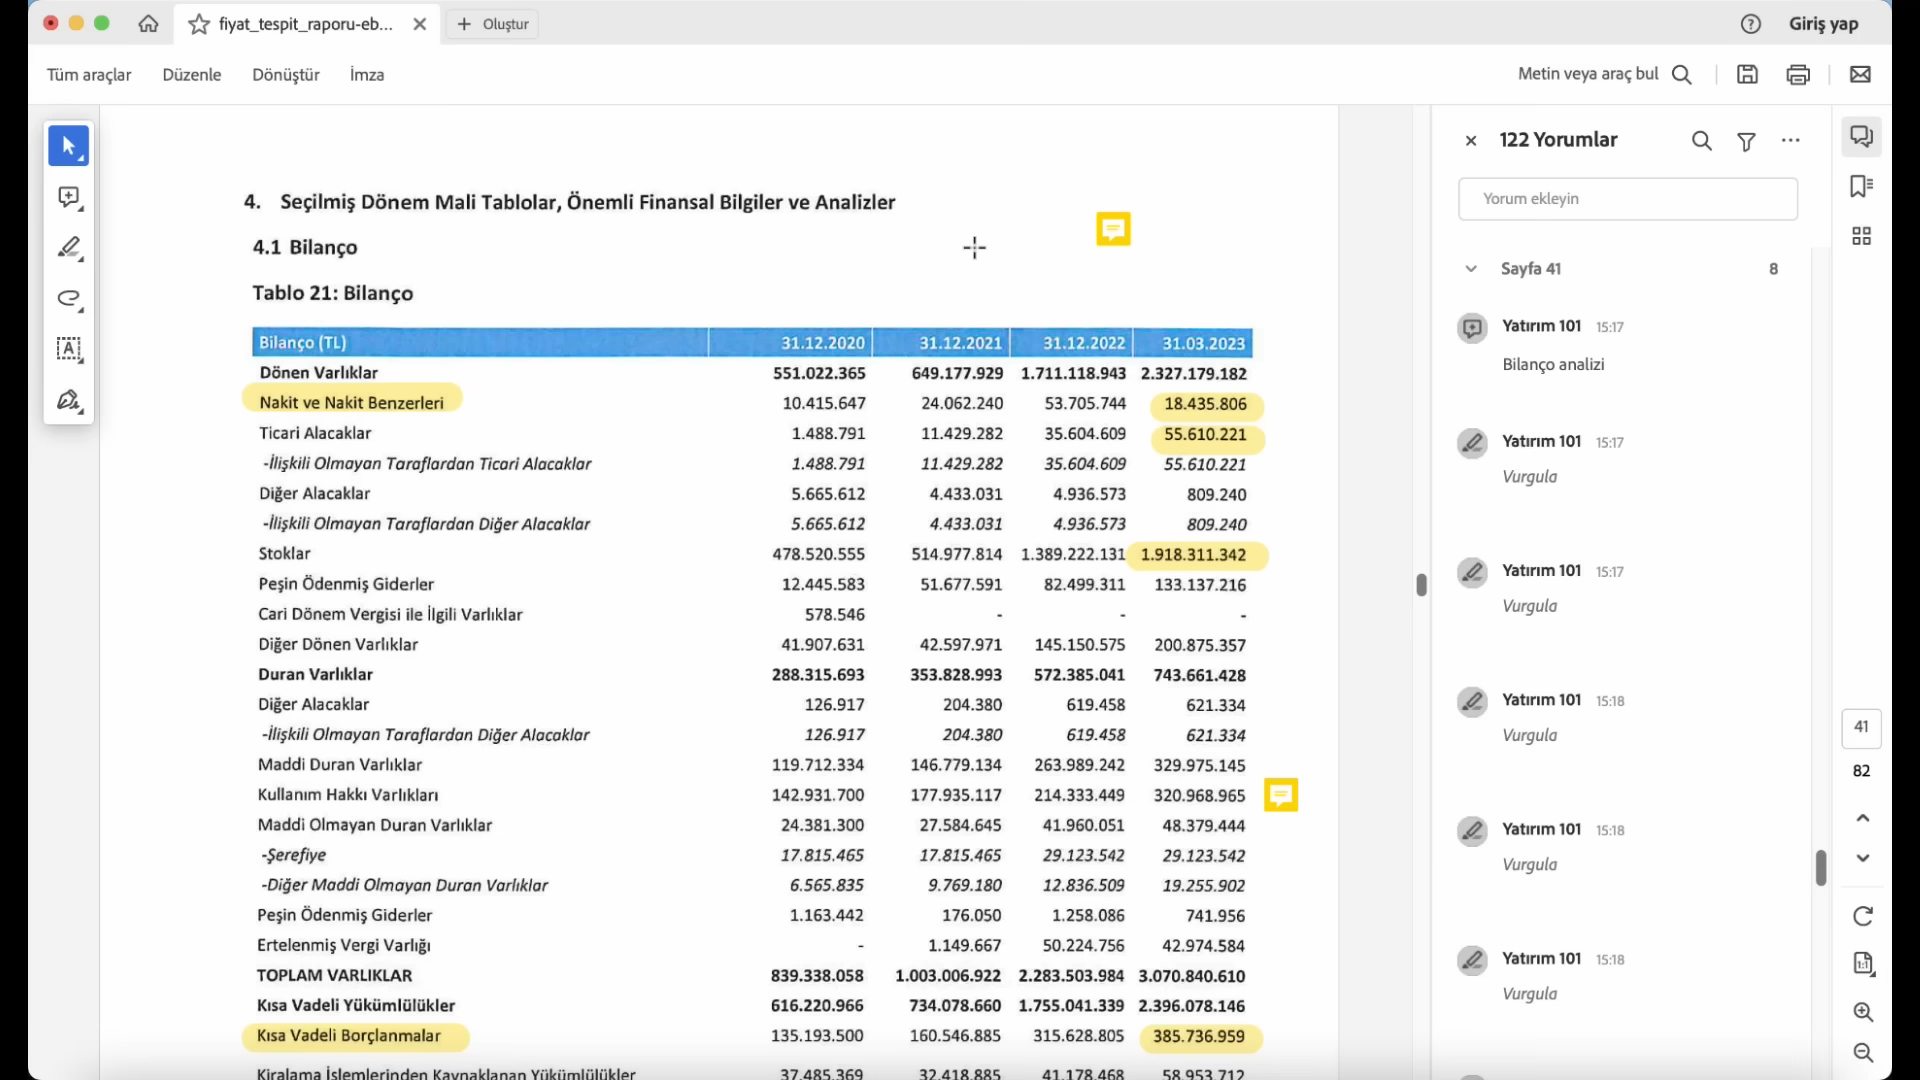 fiyat_tespit_raporu-eb...
Oluştur
Giriş yap
Tüm araçlar Düzenle Dönüştür İmza
Metin veya araç bul
4. Seçilmiş Dönem Mali Tablolar, Önemli Finansal Bilgiler ve Analizler
4.1 Bilanço
Tablo 21: Bilanço
Bilanço (TL) 31.12.2020 31.12.2021 31.12.2022 31.03.2023
Dönen Varlıklar 551.022.365 649.177.929 1.711.118.943 2.327.179.182
Nakit ve Nakit Benzerleri 10.415.647 24.062.240 53.705.744 18.435.806
Ticari Alacaklar 1.488.791 11.429.282 35.604.609 55.610.221
-İlişkili Olmayan Taraflardan Ticari Alacaklar 1.488.791 11.429.282 35.604.609 55.610.221
Diğer Alacaklar 5.665.612 4.433.031 4.936.573 809.240
-İlişkili Olmayan Taraflardan Diğer Alacaklar 5.665.612 4.433.031 4.936.573 809.240
Stoklar 478.520.555 514.977.814 1.389.222.131 1.918.311.342
Peşin Ödenmiş Giderler 12.445.583 51.677.591 82.499.311 133.137.216
Cari Dönem Vergisi ile İlgili Varlıklar 578.546 - - -
Diğer Dönen Varlıklar 41.907.631 42.597.971 145.150.575 200.875.357
Duran Varlıklar 288.315.693 353.828.993 572.385.041 743.661.428
Diğer Alacaklar 126.917 204.380 619.458 621.334
-İlişkili Olmayan Taraflardan Diğer Alacaklar 126.917 204.380 619.458 621.334
Maddi Duran Varlıklar 119.712.334 146.779.134 263.989.242 329.975.145
Kullanım Hakkı Varlıkları 142.931.700 177.935.117 214.333.449 320.968.965
Maddi Olmayan Duran Varlıklar 24.381.300 27.584.645 41.960.051 48.379.444
-Şerefiye 17.815.465 17.815.465 29.123.542 29.123.542
-Diğer Maddi Olmayan Duran Varlıklar 6.565.835 9.769.180 12.836.509 19.255.902
Peşin Ödenmiş Giderler 1.163.442 176.050 1.258.086 741.956
Ertelenmiş Vergi Varlığı - 1.149.667 50.224.756 42.974.584
TOPLAM VARLIKLAR 839.338.058 1.003.006.922 2.283.503.984 3.070.840.610
Kısa Vadeli Yükümlülükler 616.220.966 734.078.660 1.755.041.339 2.396.078.146
Kısa Vadeli Borçlanmalar 135.193.500 160.546.885 315.628.805 385.736.959
Kiralama İşlemlerinden Kaynaklanan Yükümlülükler 37.485.369 32.418.885 41.178.468 58.953.712
122 Yorumlar
Yorum ekleyin
Sayfa 41 8
Yatırım 101 15:17
Bilanço analizi
Yatırım 101 15:17
Vurgula
Yatırım 101 15:17
Vurgula
Yatırım 101 15:18
Vurgula
Yatırım 101 15:18
Vurgula
Yatırım 101 15:18
Vurgula
41
82
1:1